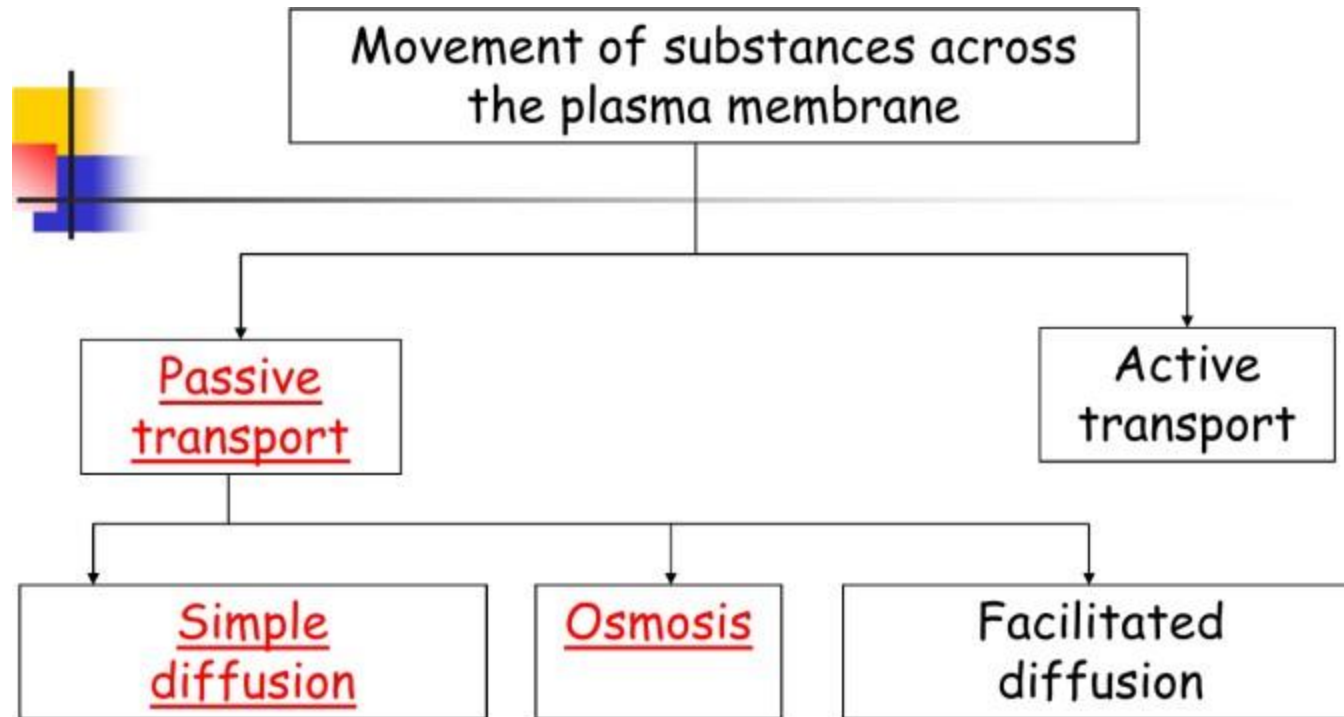 Movement of substances across
the plasma membrane
Passive
transport
Active
transport
Simple
diffusion
Osmosis
Facilitated
diffusion